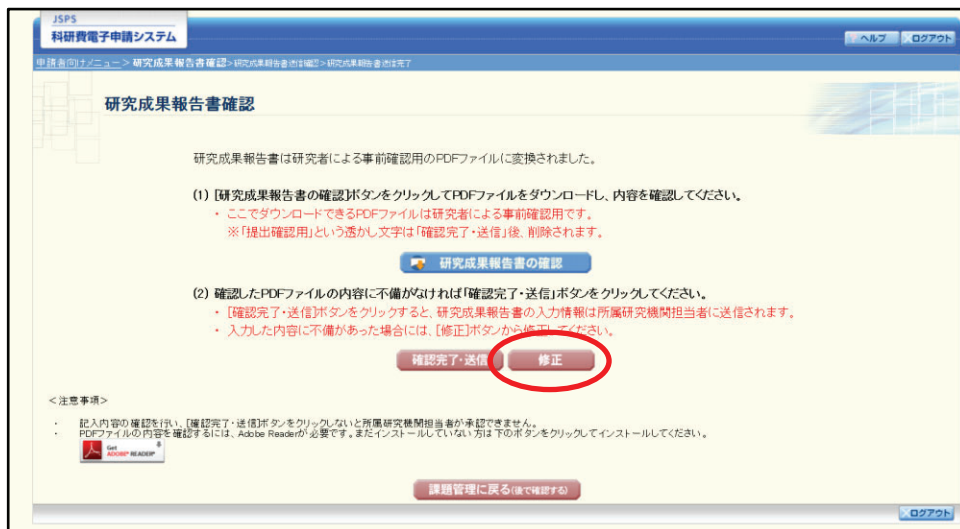 JSPS
科研費電子申請システム
ヘルプ
ログアウト
申請者向けメニュー>研究成果報告書確認>研究成果報告書送信確認>研究成果報告書送信完了
研究成果報告書確認
研究成果報告書は研究者による事前確認用のPDFファイルに変換されました。
(1) [研究成果報告書の確認]ボタンをクリックしてPDFファイルをダウンロードし、内容を確認してください。
・ ここでダウンロードできるPDFファイルは研究者による事前確認用です。
※「提出確認用」という透かし文字は「確認完了・送信」後、削除されます。
研究成果報告書の確認
(2) 確認したPDFファイルの内容に不備がなければ「確認完了・送信」ボタンをクリックしてください。
・ [確認完了・送信]ボタンをクリックすると、研究成果報告書の入力情報は所属研究機関担当者に送信されます。
・ 入力した内容に不備があった場合には、[修正]ボタンから修正してください。
確認完了・送信
修正
<注意事項>
・ 記入内容の確認を行い、[確認完了・送信]ボタンをクリックしないと所属研究機関担当者が承認できません。
・ PDFファイルの内容を確認するには、Adobe Readerが必要です。まだインストールしていない方は下のボタンをクリックしてインストールしてください。
Get
ADOBE® READER®
課題管理に戻る(後で確認する)
ログアウト